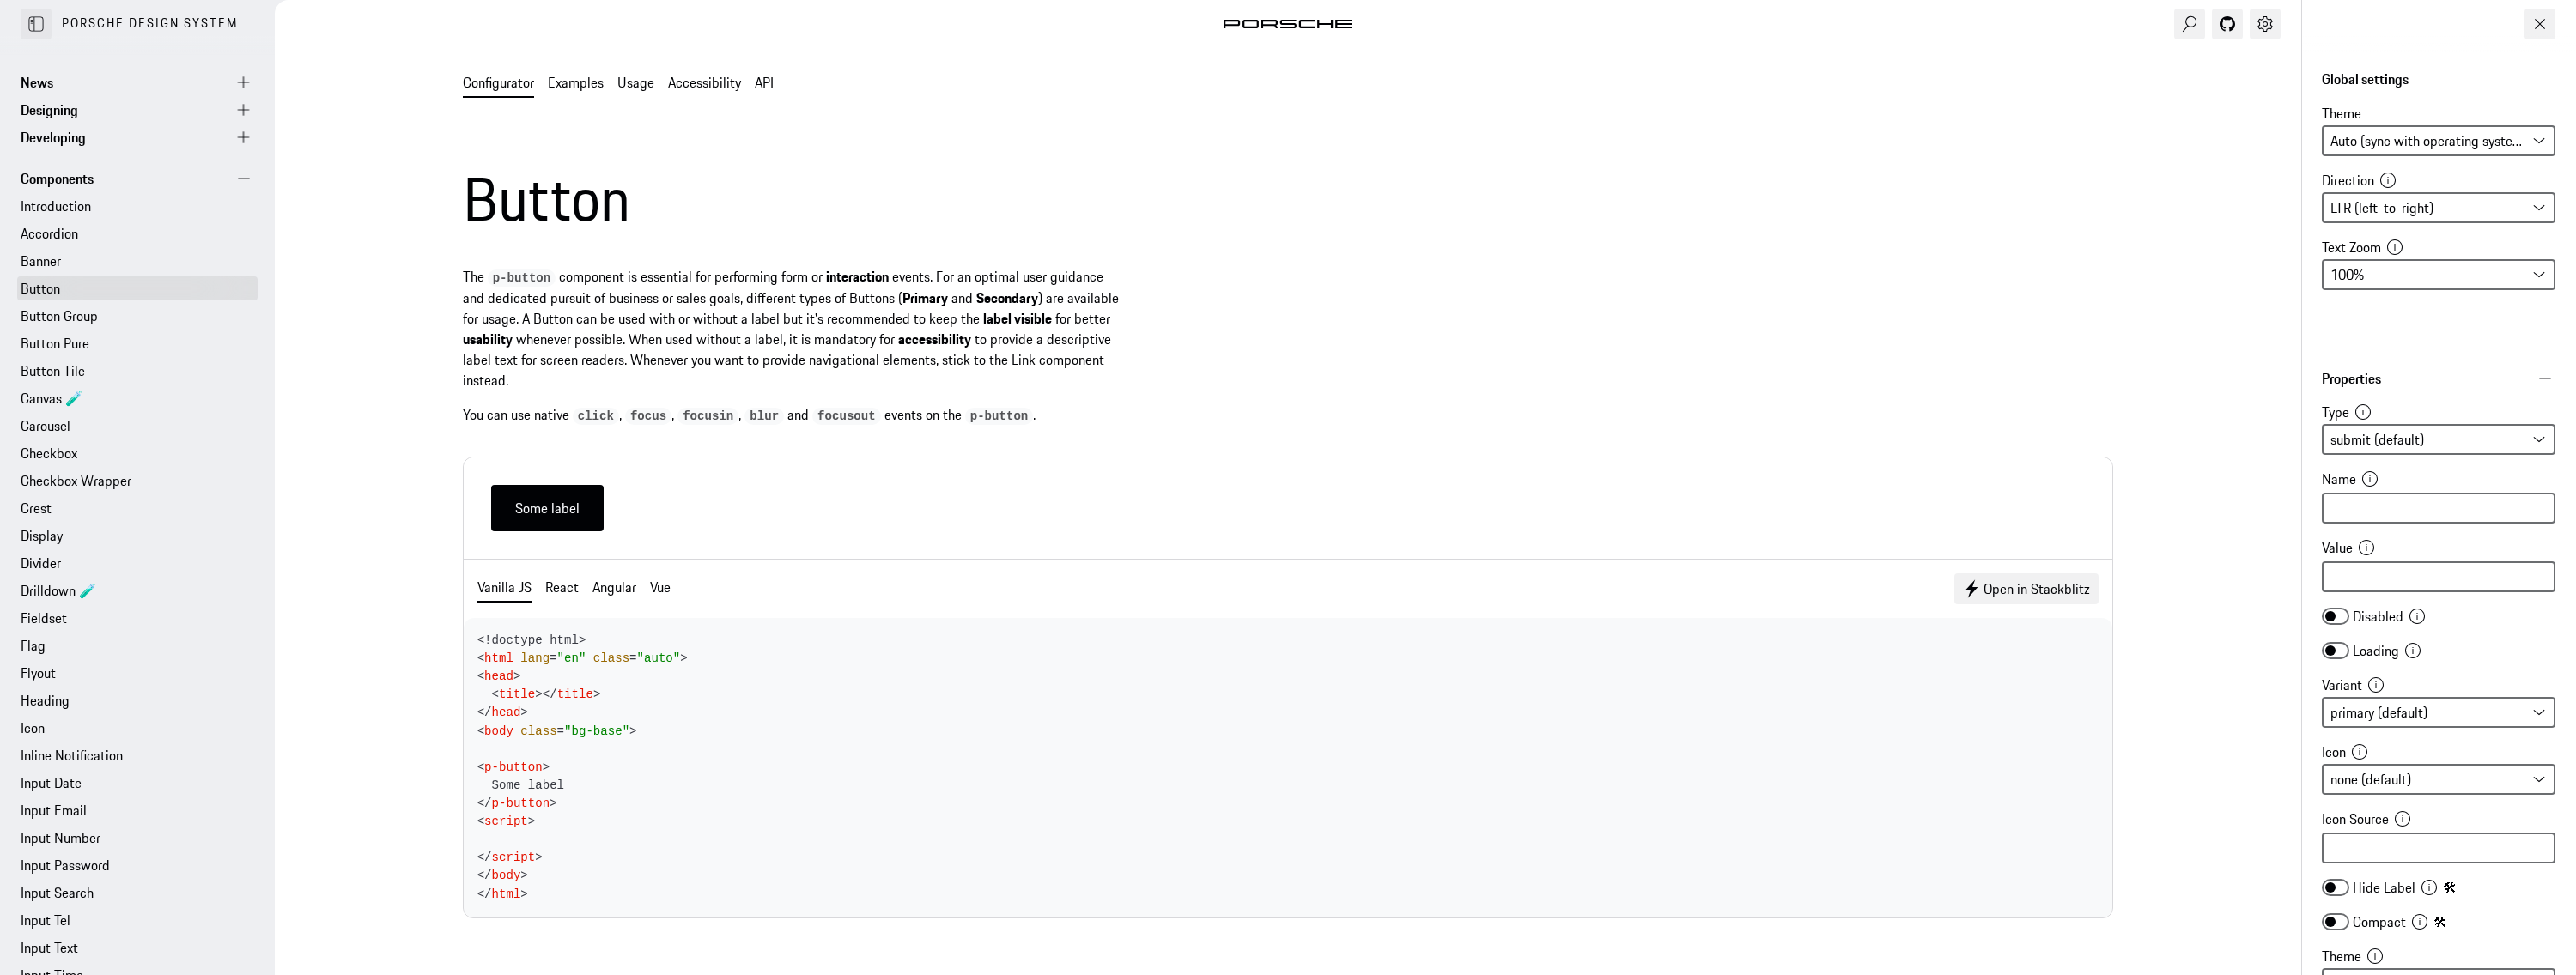 PORSCHE DESIGN SYSTEM
News
Designing
Developing
Components
Introduction
Accordion
Banner
Button
Button Group
Button Pure
Button Tile
Canvas 🧪
Carousel
Checkbox
Checkbox Wrapper
Crest
Display
Divider
Drilldown 🧪
Fieldset
Flag
Flyout
Heading
Icon
Inline Notification
Input Date
Input Email
Input Number
Input Password
Input Search
Input Tel
Input Text
Input Time
PORSCHE
Configurator Examples Usage Accessibility API
Button
The p-button component is essential for performing form or interaction events. For an optimal user guidance
and dedicated pursuit of business or sales goals, different types of Buttons (Primary and Secondary) are available
for usage. A Button can be used with or without a label but it's recommended to keep the label visible for better
usability whenever possible. When used without a label, it is mandatory for accessibility to provide a descriptive
label text for screen readers. Whenever you want to provide navigational elements, stick to the Link component
instead.
You can use native click, focus, focusin, blur and focusout events on the p-button.
Some label
Vanilla JS React Angular Vue
Open in Stackblitz
<!doctype html>
<html lang="en" class="auto">
<head>
  <title></title>
</head>
<body class="bg-base">
<p-button>
  Some label
</p-button>
<script>
</script>
</body>
</html>
Global settings
Theme
Auto (sync with operating syste...
Direction
LTR (left-to-right)
Text Zoom
100%
Properties
Type
submit (default)
Name
Value
Disabled
Loading
Variant
primary (default)
Icon
none (default)
Icon Source
Hide Label 🛠
Compact 🛠
Theme